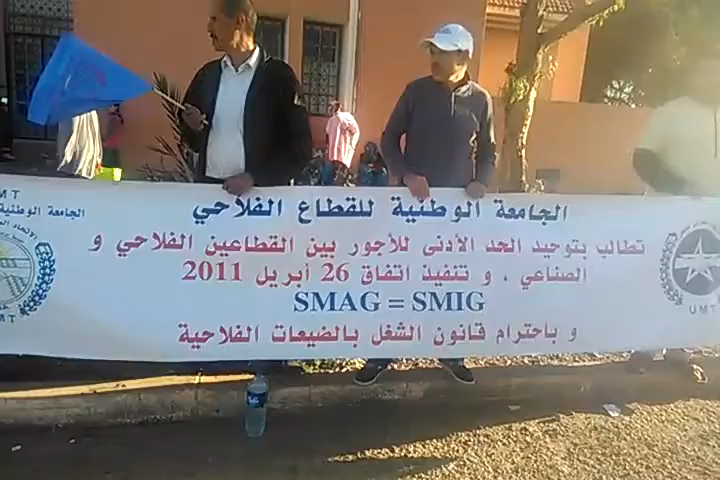 الجامعة الوطنية للقطاع الفلاحي
تطالب بتوحيد الحد الأدنى للأجور بين القطاعين الفلاحي و
الصناعي ، و تنفيذ اتفاق 26 أبريل 2011
SMAG = SMIG
و باحترام قانون الشغل بالضيعات الفلاحية
UMT
الجامعة الوطنية